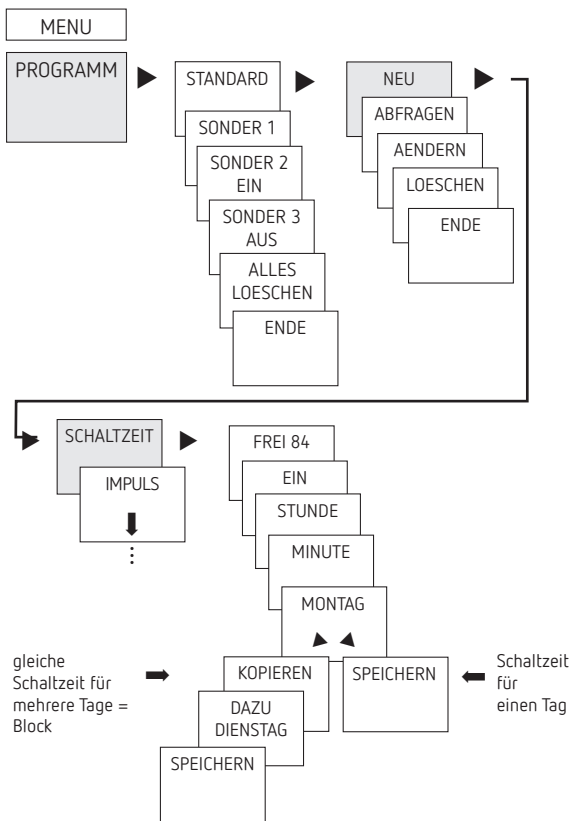 MENU
PROGRAMM
STANDARD
SONDER 1
SONDER 2
EIN
SONDER 3
AUS
ALLES
LOESCHEN
ENDE
NEU
ABFRAGEN
AENDERN
LOESCHEN
ENDE
SCHALTZEIT
IMPULS
FREI 84
EIN
STUNDE
MINUTE
MONTAG
gleiche
Schaltzeit für
mehrere Tage =
Block
KOPIEREN
DAZU
DIENSTAG
SPEICHERN
SPEICHERN
Schaltzeit
für
einen Tag